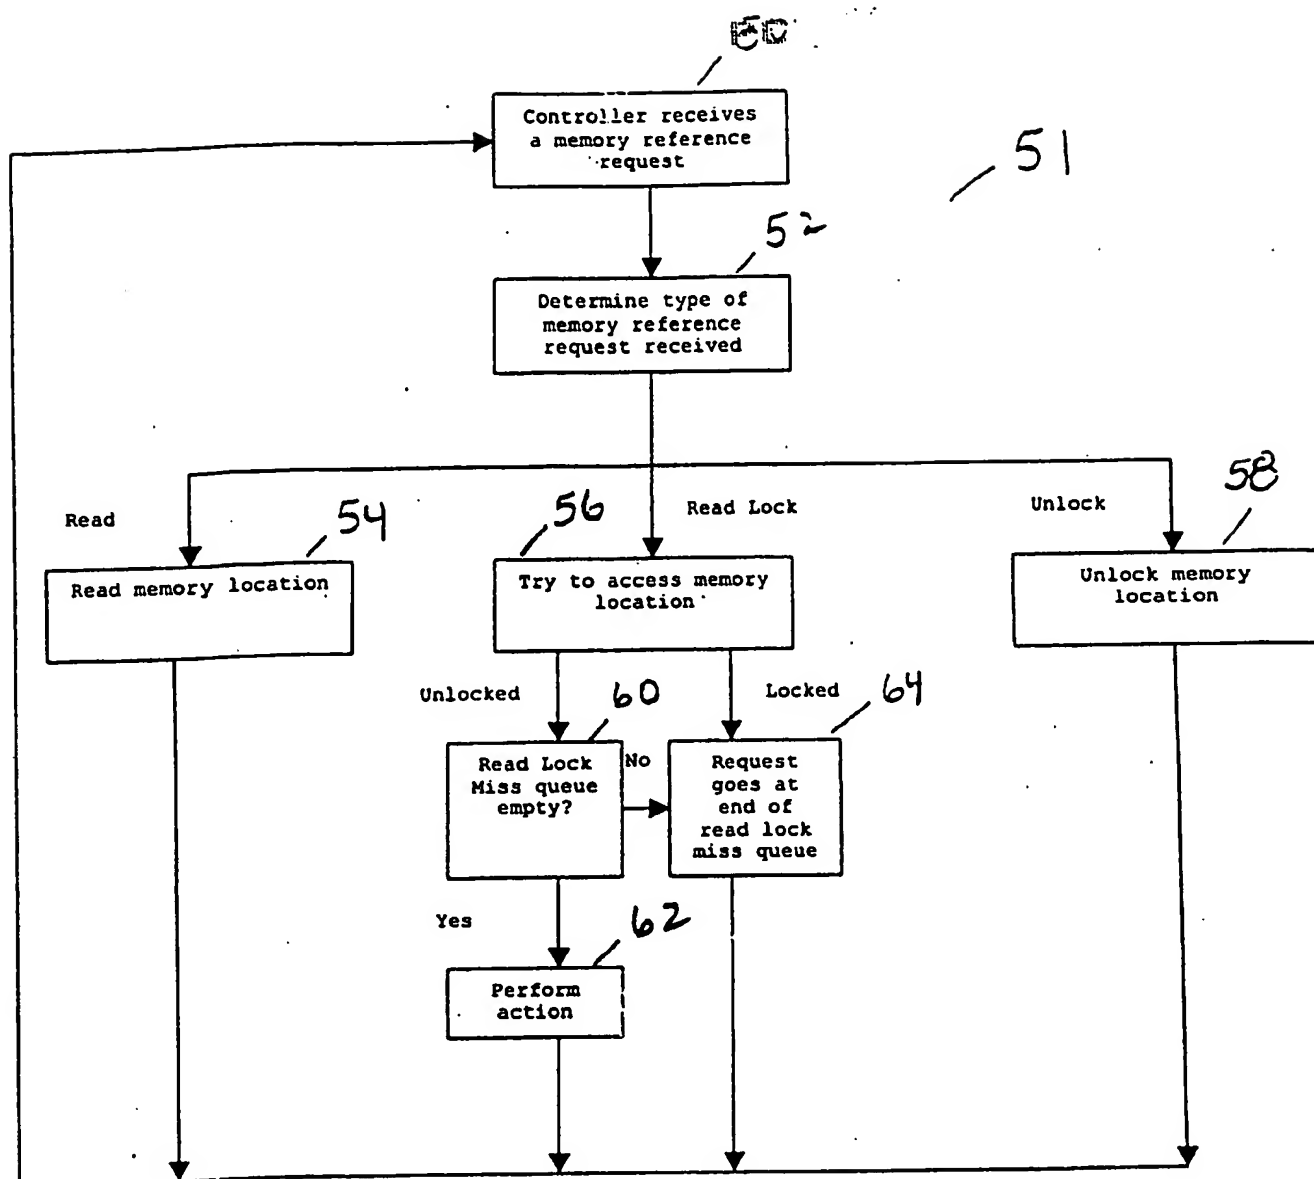 Controller receives
a memory reference
request
51
52
Determine type of
memory reference
request received
Read
54
56
Read Lock
Unlock
58
Read memory location
Try to access memory
location
Unlock memory
location
Unlocked
60
Locked
64
Read Lock
Miss queue
empty?
No
Request
goes at
end of
read lock
miss queue
Yes
62
Perform
action